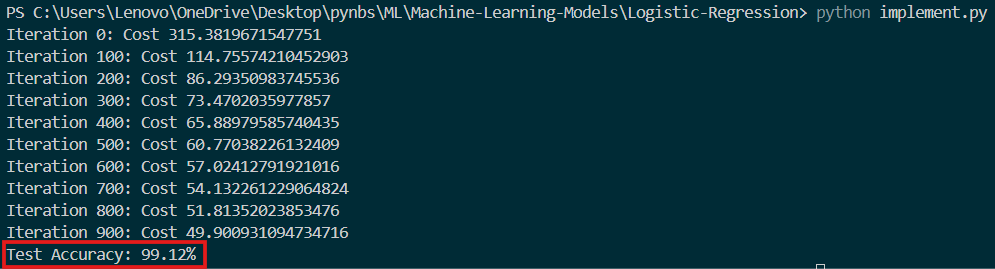 PS C:\Users\Lenovo\OneDrive\Desktop\pynbs\ML\Machine-Learning-Models\Logistic-Regression> python implement.py
Iteration 0: Cost 315.3819671547751
Iteration 100: Cost 114.75574210452903
Iteration 200: Cost 86.29350983745536
Iteration 300: Cost 73.4702035977857
Iteration 400: Cost 65.88979585740435
Iteration 500: Cost 60.77038226132409
Iteration 600: Cost 57.02412791921016
Iteration 700: Cost 54.132261229064824
Iteration 800: Cost 51.81352023853476
Iteration 900: Cost 49.900931094734716
Test Accuracy: 99.12%